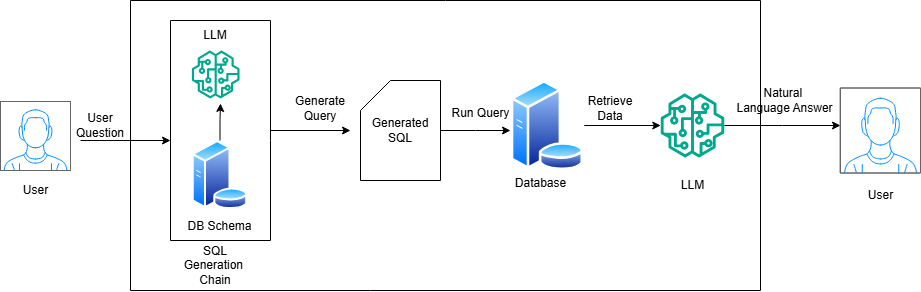 LLM
DB Schema
SQL
Generation
Chain
User
Question
User
Generate
Query
Generated
SQL
Run Query
Database
Retrieve
Data
LLM
Natural
Language Answer
User